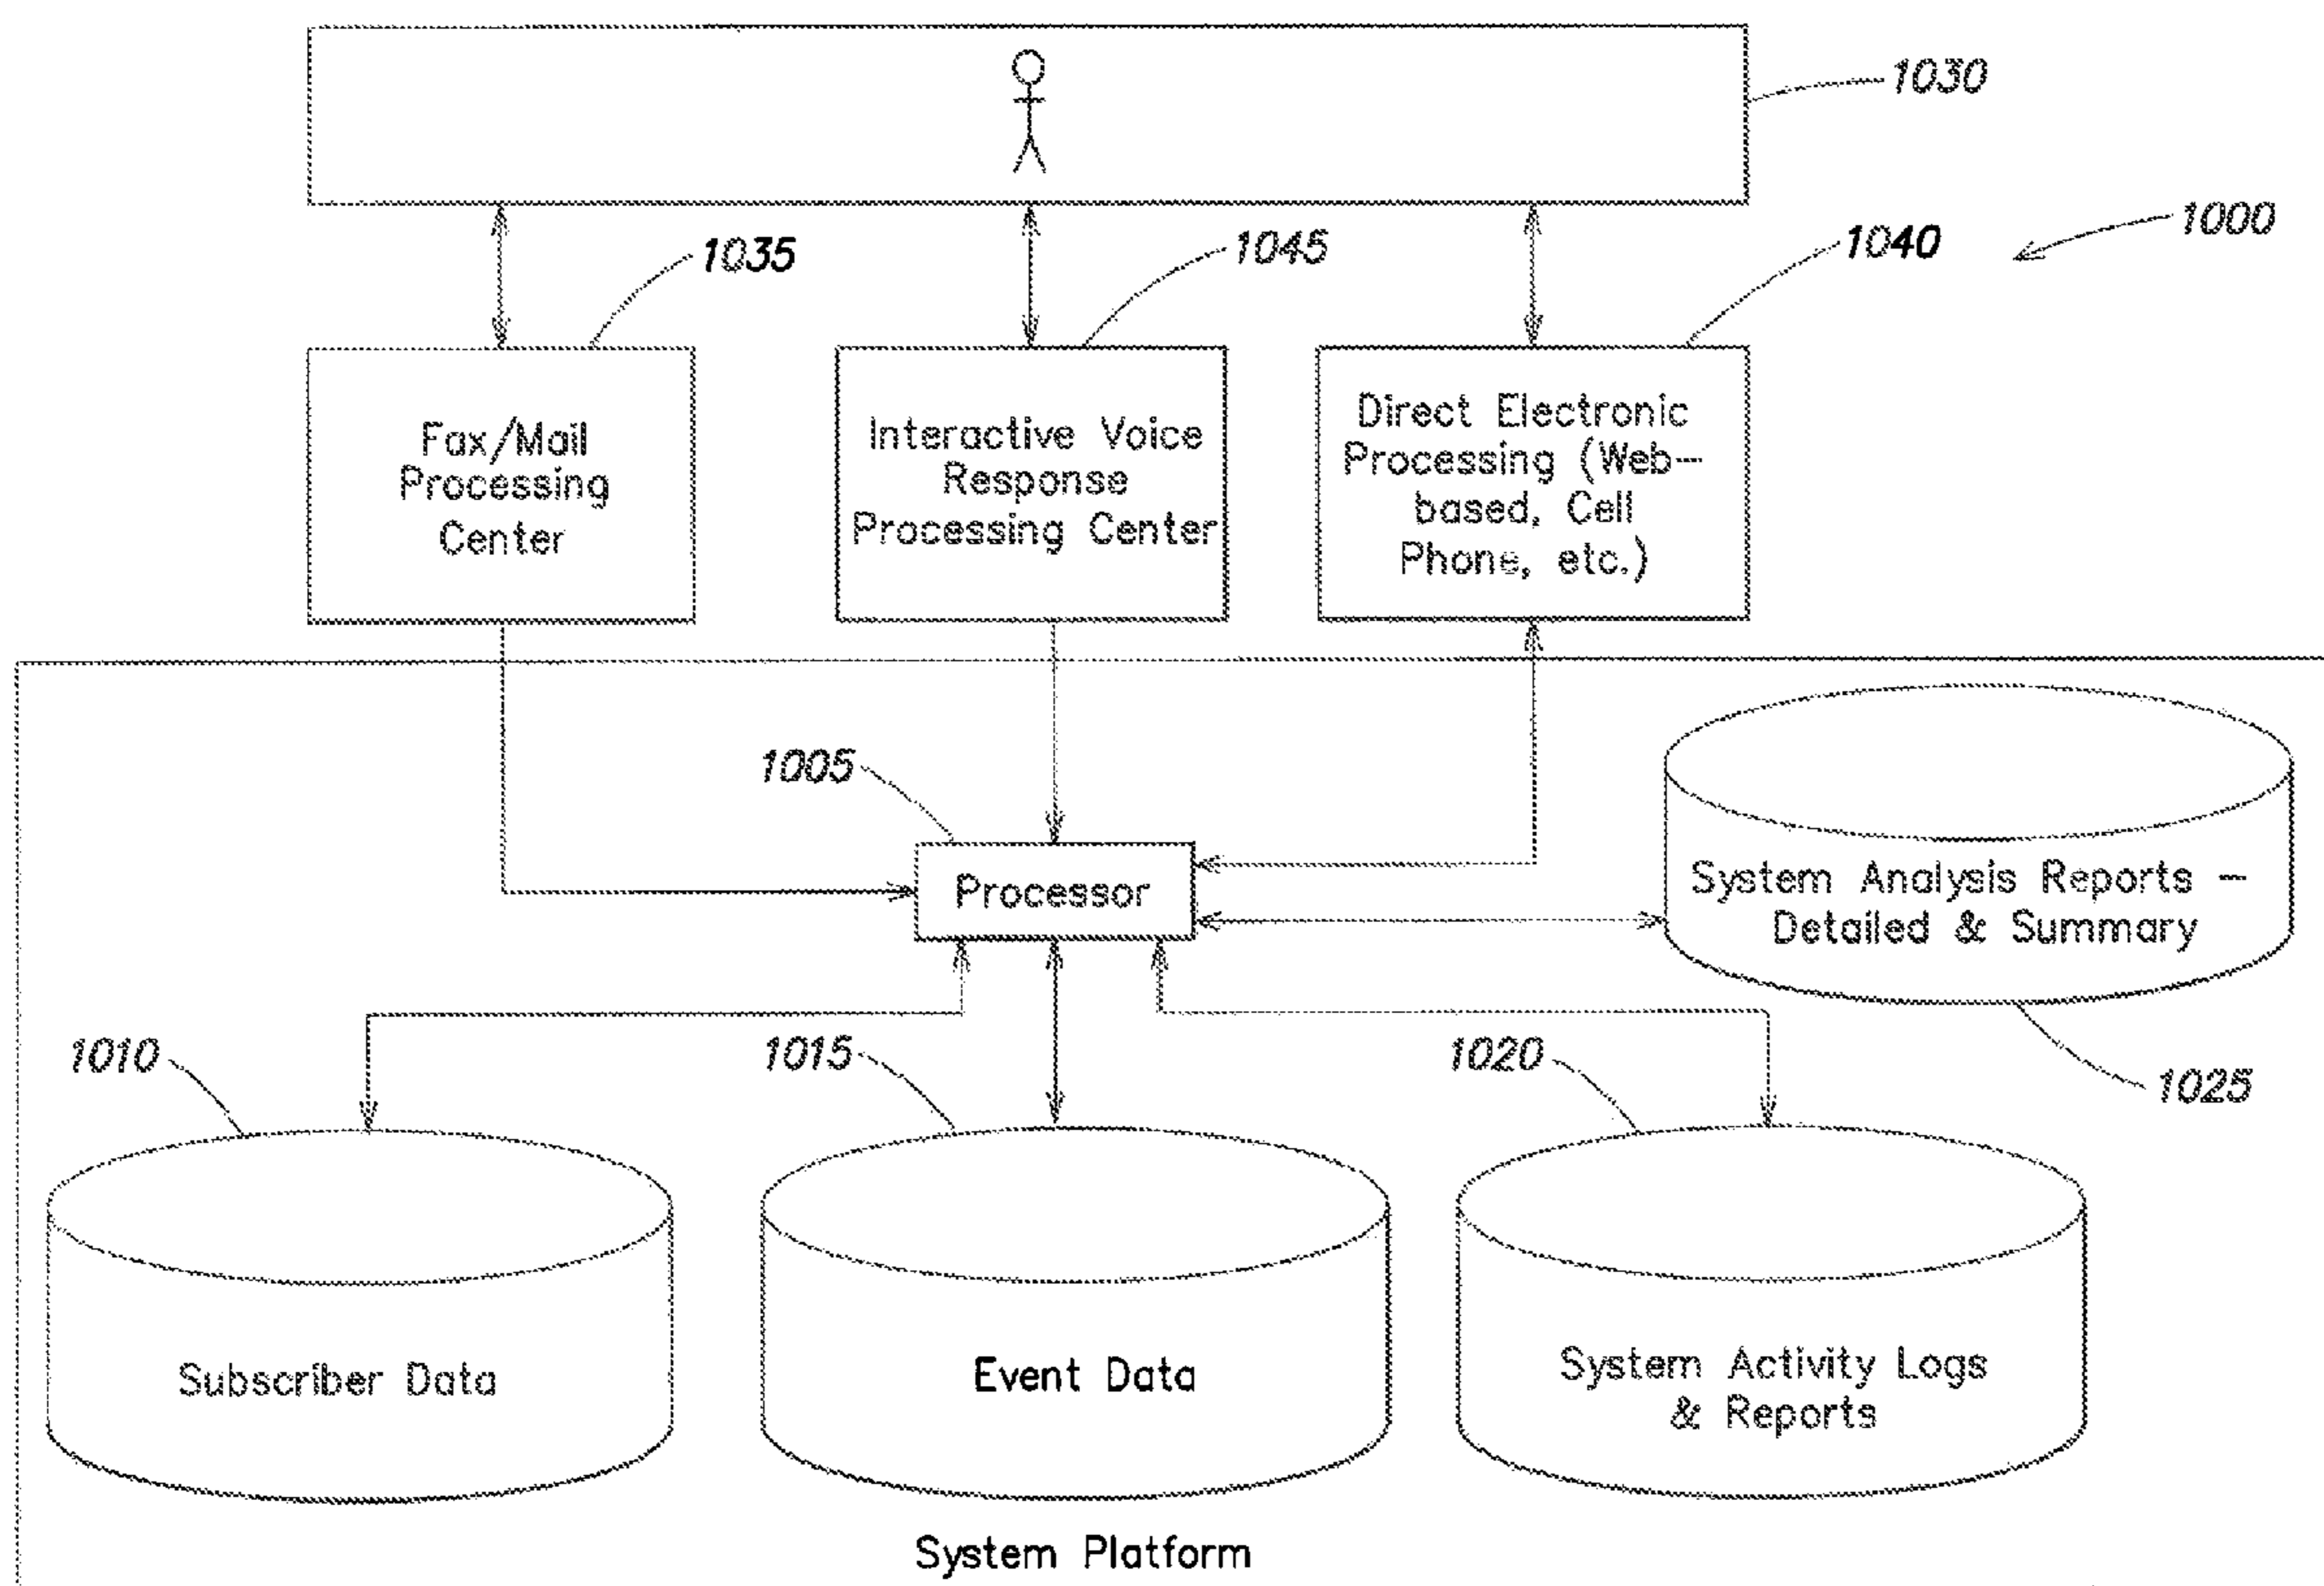 1030
1000
1035
1045
1040
Fax/Mail
Processing
Center
Interactive Voice
Response
Processing Center
Direct Electronic
Processing (Web-
based, Cell
Phone, etc.)
1005
Processor
System Analysis Reports -
Detailed & Summary
1025
1010
1015
1020
Subscriber Data
Event Data
System Activity Logs
& Reports
System Platform